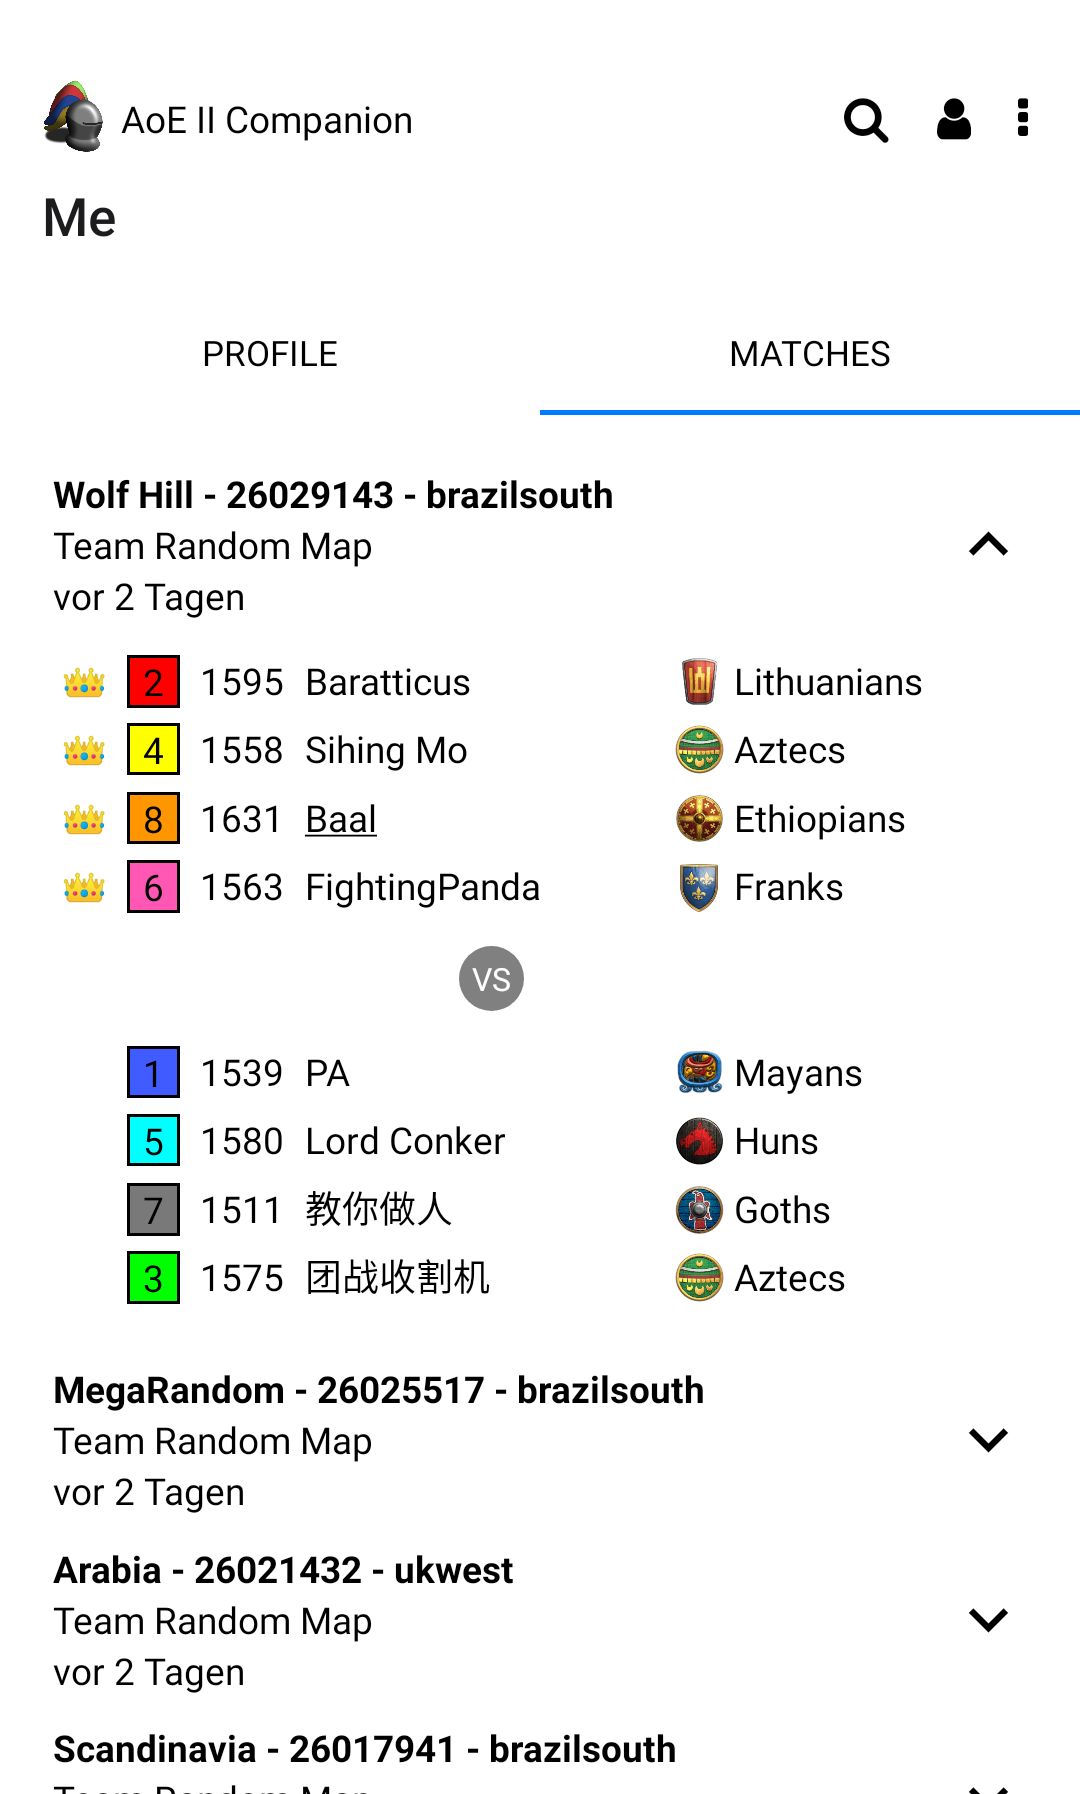 AoE II Companion
Me
PROFILE MATCHES
Wolf Hill - 26029143 - brazilsouth
Team Random Map
vor 2 Tagen
2 1595 Baratticus Lithuanians
4 1558 Sihing Mo Aztecs
8 1631 Baal Ethiopians
6 1563 FightingPanda Franks
VS
1 1539 PA Mayans
5 1580 Lord Conker Huns
7 1511 教你做人 Goths
3 1575 团战收割机 Aztecs
MegaRandom - 26025517 - brazilsouth
Team Random Map
vor 2 Tagen
Arabia - 26021432 - ukwest
Team Random Map
vor 2 Tagen
Scandinavia - 26017941 - brazilsouth
Team Random Map